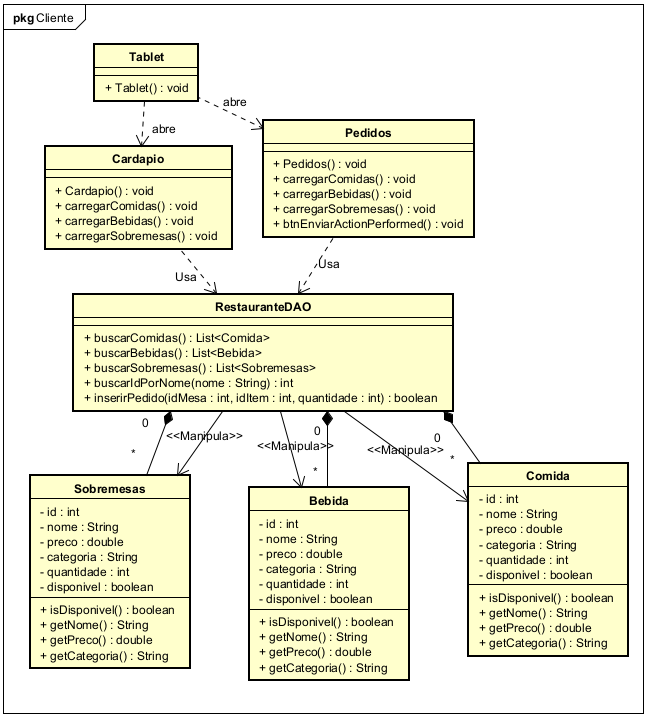 pkg Cliente
Tablet
+ Tablet() : void
abre
abre
Pedidos
+ Pedidos() : void
+ carregarComidas() : void
+ carregarBebidas() : void
+ carregarSobremesas() : void
+ btnEnviarActionPerformed() : void
Cardapio
+ Cardapio() : void
+ carregarComidas() : void
+ carregarBebidas() : void
+ carregarSobremesas() : void
Usa
Usa
RestauranteDAO
+ buscarComidas() : List<Comida>
+ buscarBebidas() : List<Bebida>
+ buscarSobremesas() : List<Sobremesas>
+ buscarIdPorNome(nome : String) : int
+ inserirPedido(idMesa : int, idItem : int, quantidade : int) : boolean
0
<<Manipula>>
*
0
<<Manipula>>
*
0
<<Manipula>>
*
Sobremesas
- id : int
- nome : String
- preco : double
- categoria : String
- quantidade : int
- disponivel : boolean
+ isDisponivel() : boolean
+ getNome() : String
+ getPreco() : double
+ getCategoria() : String
Bebida
- id : int
- nome : String
- preco : double
- categoria : String
- quantidade : int
- disponivel : boolean
+ isDisponivel() : boolean
+ getNome() : String
+ getPreco() : double
+ getCategoria() : String
Comida
- id : int
- nome : String
- preco : double
- categoria : String
- quantidade : int
- disponivel : boolean
+ isDisponivel() : boolean
+ getNome() : String
+ getPreco() : double
+ getCategoria() : String